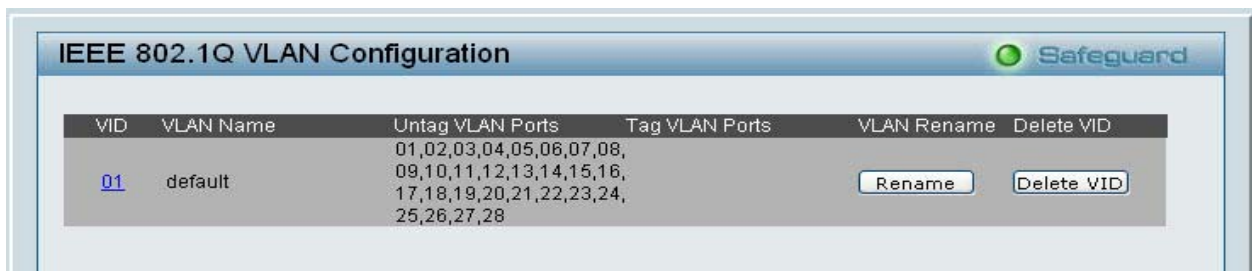 IEEE 802.1Q VLAN Configuration
Safeguard
VID VLAN Name Untag VLAN Ports Tag VLAN Ports VLAN Rename Delete VID
01 default 01,02,03,04,05,06,07,08, Rename Delete VID
09,10,11,12,13,14,15,16,
17,18,19,20,21,22,23,24,
25,26,27,28